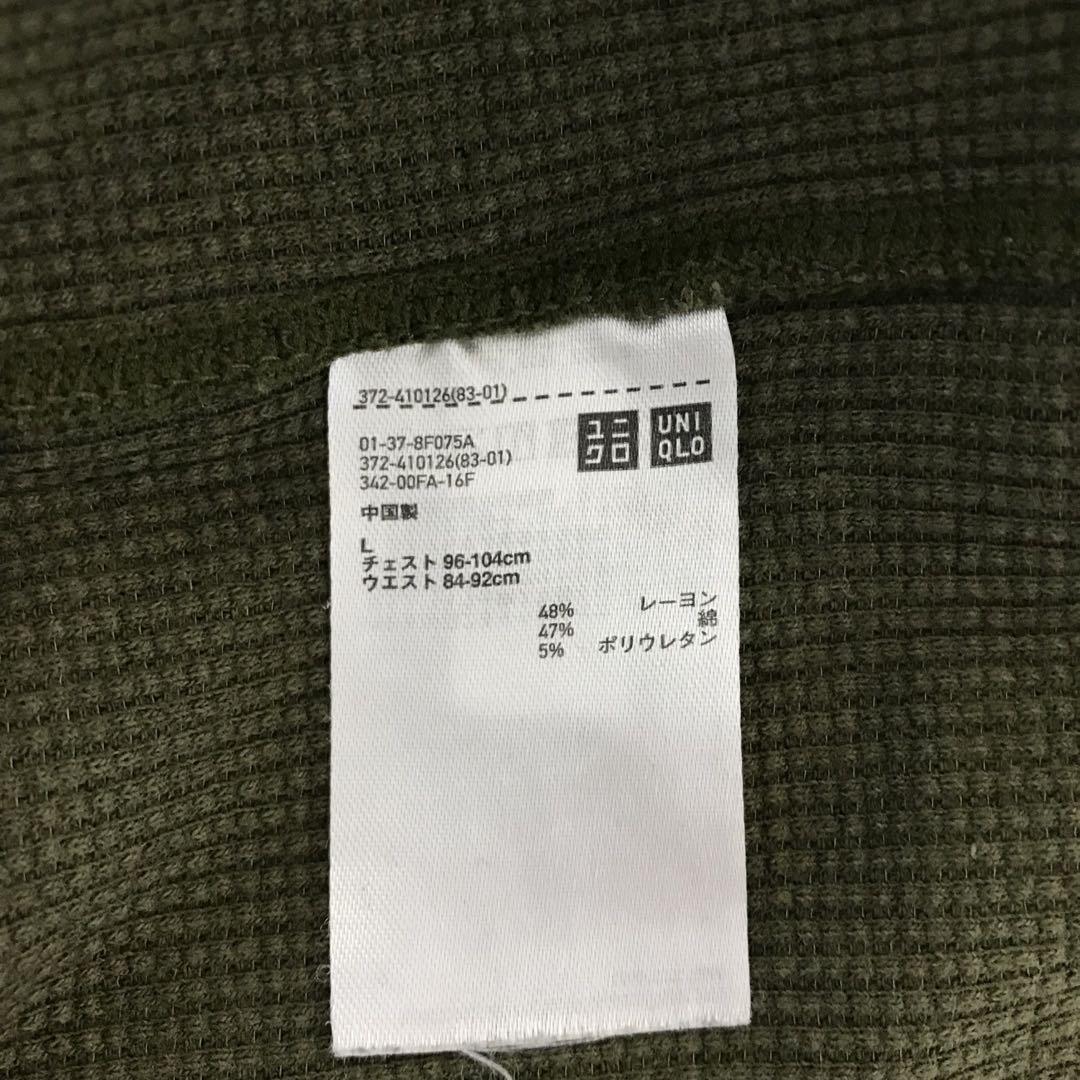 372-410126(83-01)
ユニクロ
UNIQLO
01-37-8F075A
372-410126(83-01)
342-00FA-16F
中国製
L
チェスト 96-104cm
ウエスト 84-92cm
48% レーヨン
47% 綿
5% ポリウレタン